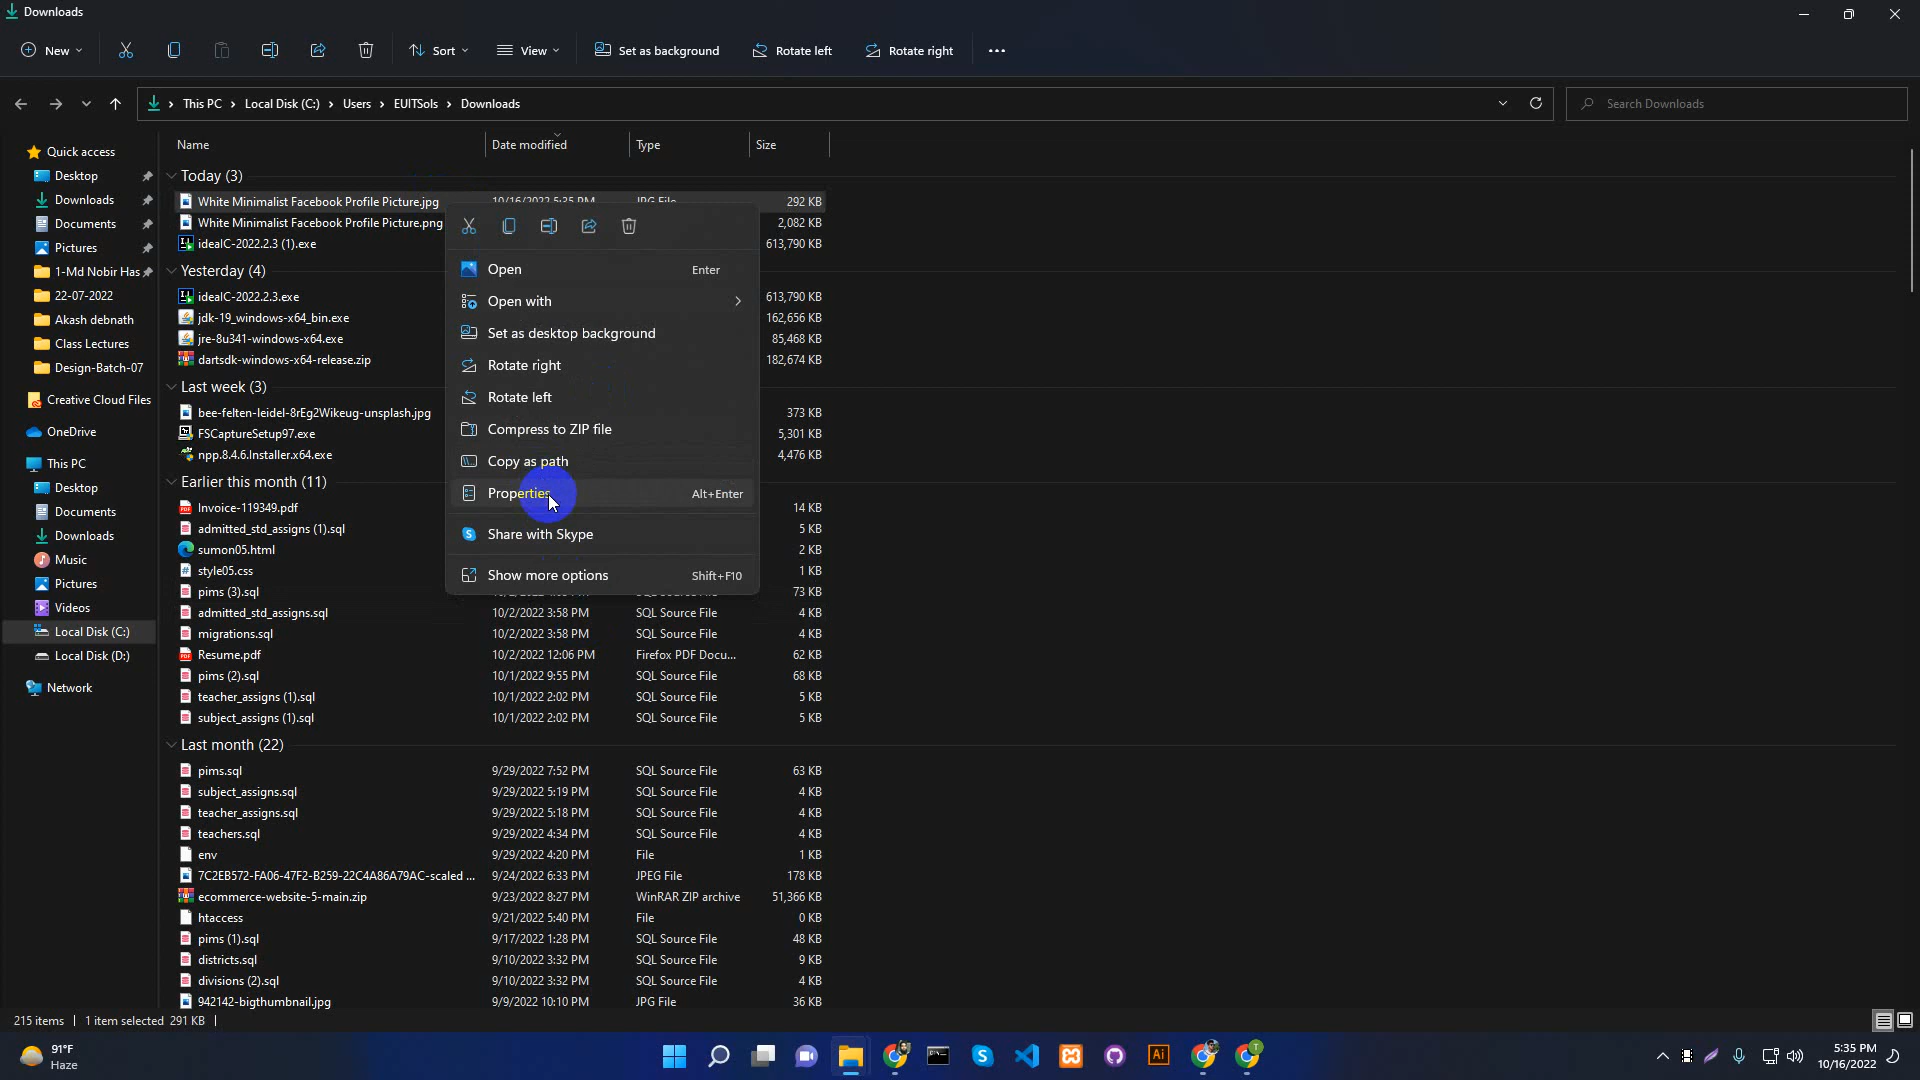 Downloads
New
Sort
View
Set as background
Rotate left
Rotate right
This PC > Local Disk (C:) > Users > EUITSols > Downloads
Search Downloads
Quick access
Desktop
Downloads
Documents
Pictures
1-Md Nobir Has
22-07-2022
Akash debnath
Class Lectures
Design-Batch-07
Creative Cloud Files
OneDrive
This PC
Desktop
Documents
Downloads
Music
Pictures
Videos
Local Disk (C:)
Local Disk (D:)
Network
Name Date modified Type Size
Today (3)
White Minimalist Facebook Profile Picture.jpg 10/16/2022 5:35 PM JPG File 292 KB
White Minimalist Facebook Profile Picture.png 2,082 KB
idealC-2022.2.3 (1).exe 613,790 KB
Yesterday (4)
idealC-2022.2.3.exe 613,790 KB
jdk-19_windows-x64_bin.exe 162,656 KB
jre-8u341-windows-x64.exe 85,468 KB
dartsdk-windows-x64-release.zip 182,674 KB
Last week (3)
bee-felten-leidel-8rEg2Wikeug-unsplash.jpg 373 KB
FSCaptureSetup97.exe 5,301 KB
npp.8.4.6.Installer.x64.exe 4,476 KB
Earlier this month (11)
Invoice-119349.pdf 14 KB
admitted_std_assigns (1).sql 5 KB
sumon05.html 2 KB
style05.css 1 KB
pims (3).sql 73 KB
admitted_std_assigns.sql 10/2/2022 3:58 PM SQL Source File 4 KB
migrations.sql 10/2/2022 3:58 PM SQL Source File 4 KB
Resume.pdf 10/2/2022 12:06 PM Firefox PDF Docu... 62 KB
pims (2).sql 10/1/2022 9:55 PM SQL Source File 68 KB
teacher_assigns (1).sql 10/1/2022 2:02 PM SQL Source File 5 KB
subject_assigns (1).sql 10/1/2022 2:02 PM SQL Source File 5 KB
Last month (22)
pims.sql 9/29/2022 7:52 PM SQL Source File 63 KB
subject_assigns.sql 9/29/2022 5:19 PM SQL Source File 4 KB
teacher_assigns.sql 9/29/2022 5:18 PM SQL Source File 4 KB
teachers.sql 9/29/2022 4:34 PM SQL Source File 4 KB
env 9/29/2022 4:20 PM File 1 KB
7C2EB572-FA06-47F2-B259-22C4A86A79AC-scaled ... 9/24/2022 6:33 PM JPEG File 178 KB
ecommerce-website-5-main.zip 9/23/2022 8:27 PM WinRAR ZIP archive 51,366 KB
htaccess 9/21/2022 5:40 PM File 0 KB
pims (1).sql 9/17/2022 1:28 PM SQL Source File 48 KB
districts.sql 9/10/2022 3:32 PM SQL Source File 9 KB
divisions (2).sql 9/10/2022 3:32 PM SQL Source File 4 KB
942142-bigthumbnail.jpg 9/9/2022 10:10 PM JPG File 36 KB
Open Enter
Open with
Set as desktop background
Rotate right
Rotate left
Compress to ZIP file
Copy as path
Properties Alt+Enter
Share with Skype
Show more options Shift+F10
215 items 1 item selected 291 KB
91°F
Haze
Ai
T
5:35 PM
10/16/2022